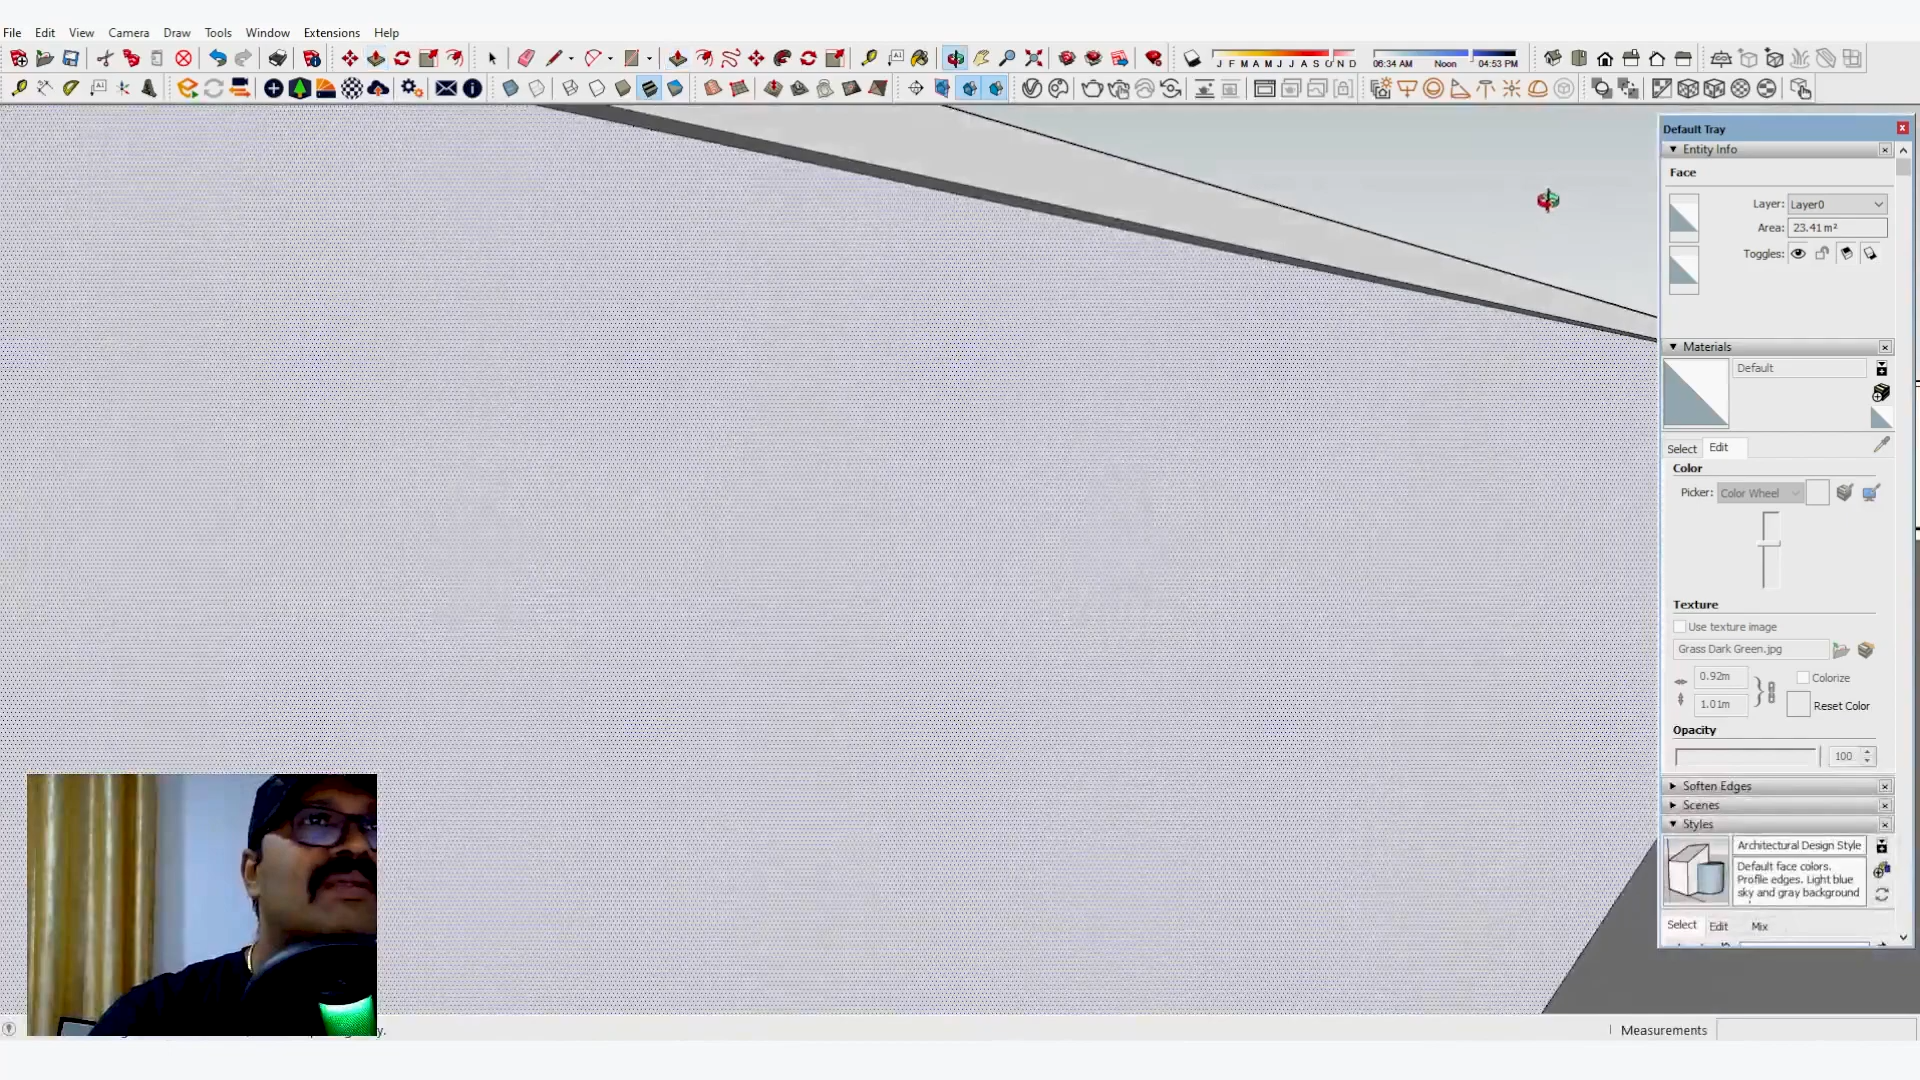 File Edit View Camera Draw Tools Window Extensions Help
J F M A M J J A S O N D 06:34 AM Noon 04:53 PM
Default Tray
Entity Info
Face
Layer: Layer0
Area: 23.41 m²
Toggles:
Materials
Default
Select Edit
Color
Picker: Color Wheel
Texture
Use texture image
Grass Dark Green.jpg
0.92m Colorize
1.01m Reset Color
Opacity
100
Soften Edges
Scenes
Styles
Architectural Design Style
Default face colors.
Profile edges. Light blue
sky and gray background
Select Edit Mix
y.
Measurements